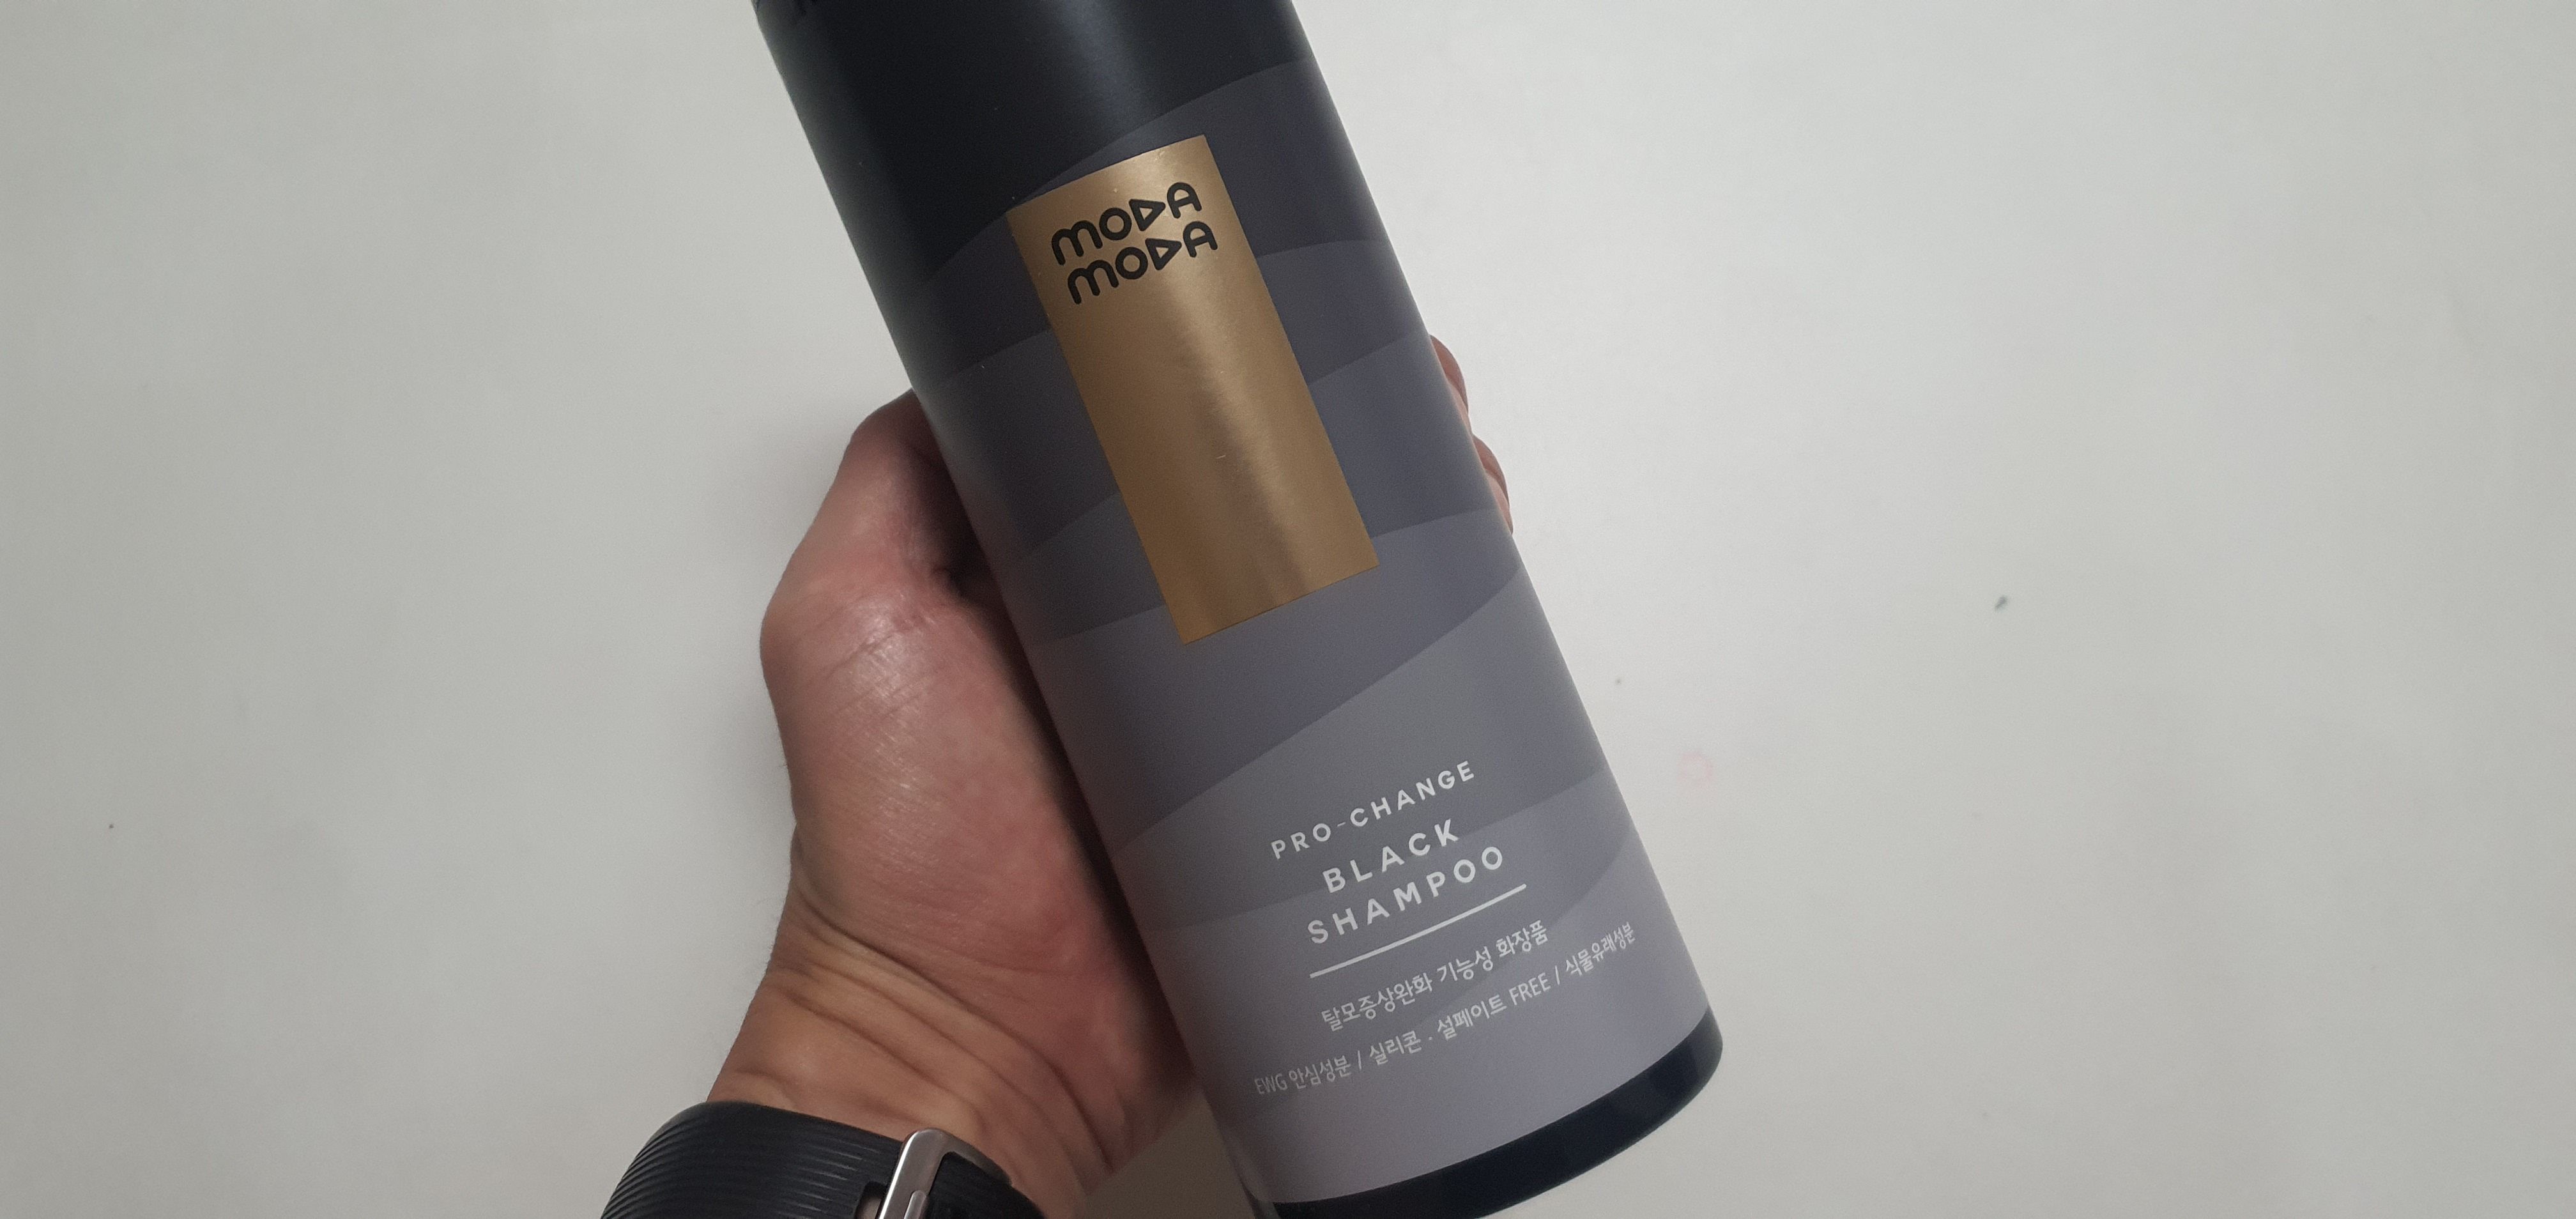 MODA
MODA
PRO-CHANGE
BLACK
SHAMPOO
탈모증상완화 기능성 화장품
EWG 안심성분 / 실리콘 . 설페이트 FREE / 식물유래성분